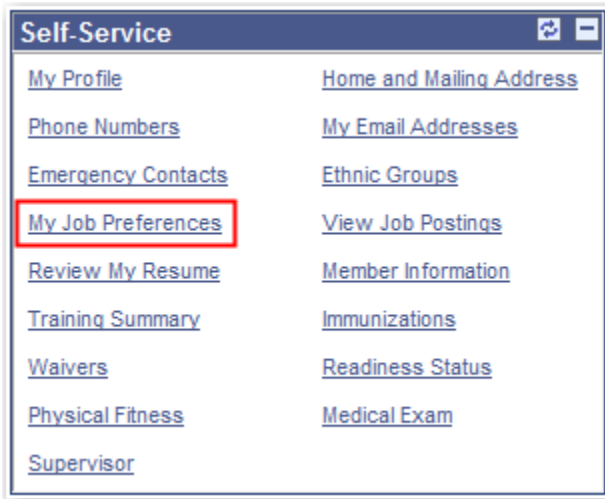 Self-Service
My Profile
Home and Mailing Address
Phone Numbers
My Email Addresses
Emergency Contacts
Ethnic Groups
My Job Preferences
View Job Postings
Review My Resume
Member Information
Training Summary
Immunizations
Waivers
Readiness Status
Physical Fitness
Medical Exam
Supervisor